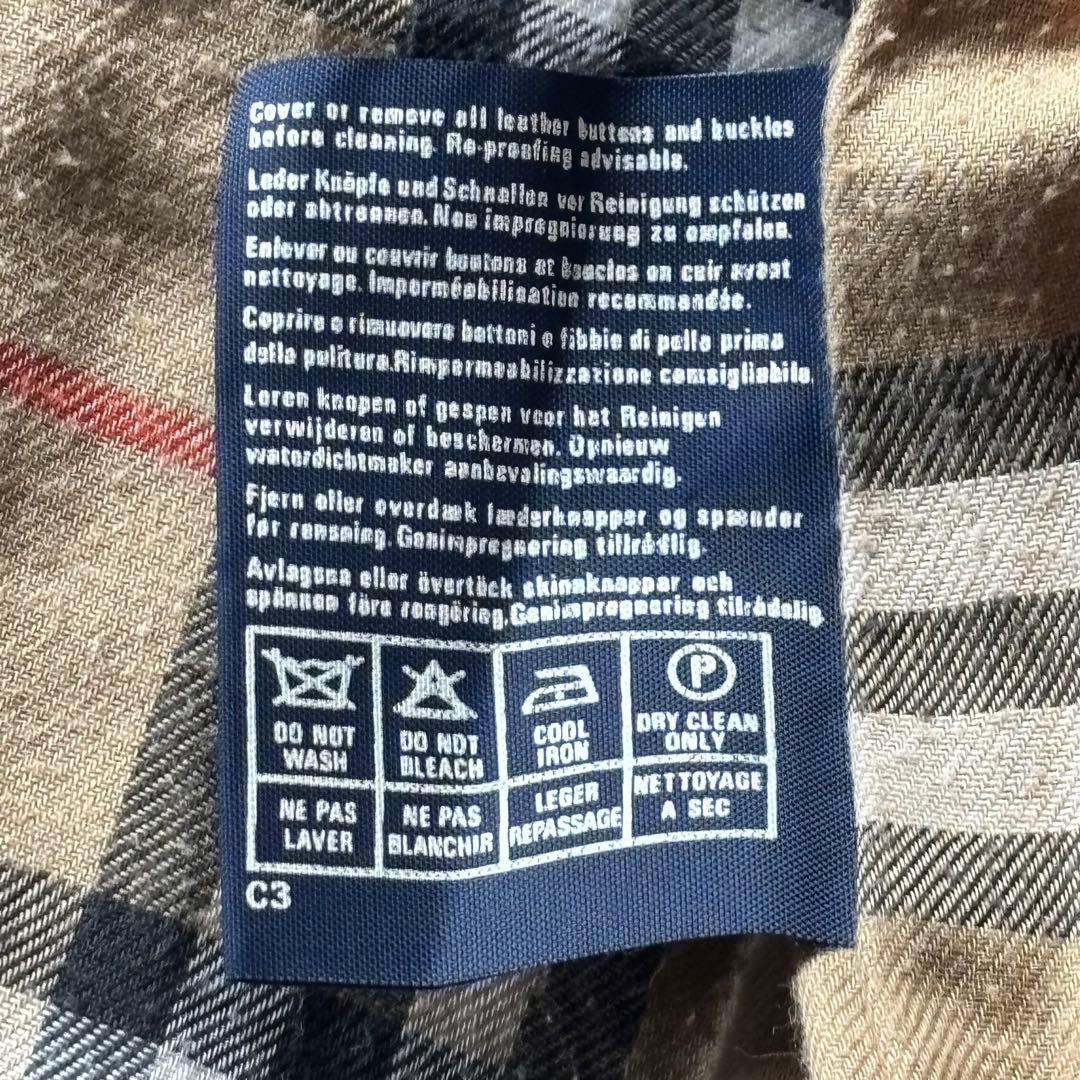 Cover or remove all leather buttons and buckles
before cleaning. Re-proofing advisable.
Leder Knöpfe und Schnallen vor Reinigung schützen
oder abtrennen. Neu impregnierung zu empfalen.
Enlever ou couvrir boutons et boucles en cuir avant
nettoyage. Imperméabilisation recommandée.
Coprire o rimuovere bottoni o fibbie di pelle prima
della pulitura.Rimpermeabilizzazione consigliabile.
Leren knopen of gespen voor het Reinigen
verwijderen of beschermen. Opnieuw
waterdichtmaker aanbevalingswaardig.
Fjern eller overdæk læderknapper og spænder
før rensning. Genimpregnering tillrådlig.
Avlagsna eller övertäck skinnknappar och
spännen före rengöring.Genimpregnering tilrådelig.
DO NOT
WASH
DO NOT
BLEACH
COOL
IRON
P
DRY CLEAN
ONLY
NE PAS
LAVER
NE PAS
BLANCHIR
LEGER
REPASSAGE
NETTOYAGE
A SEC
C3